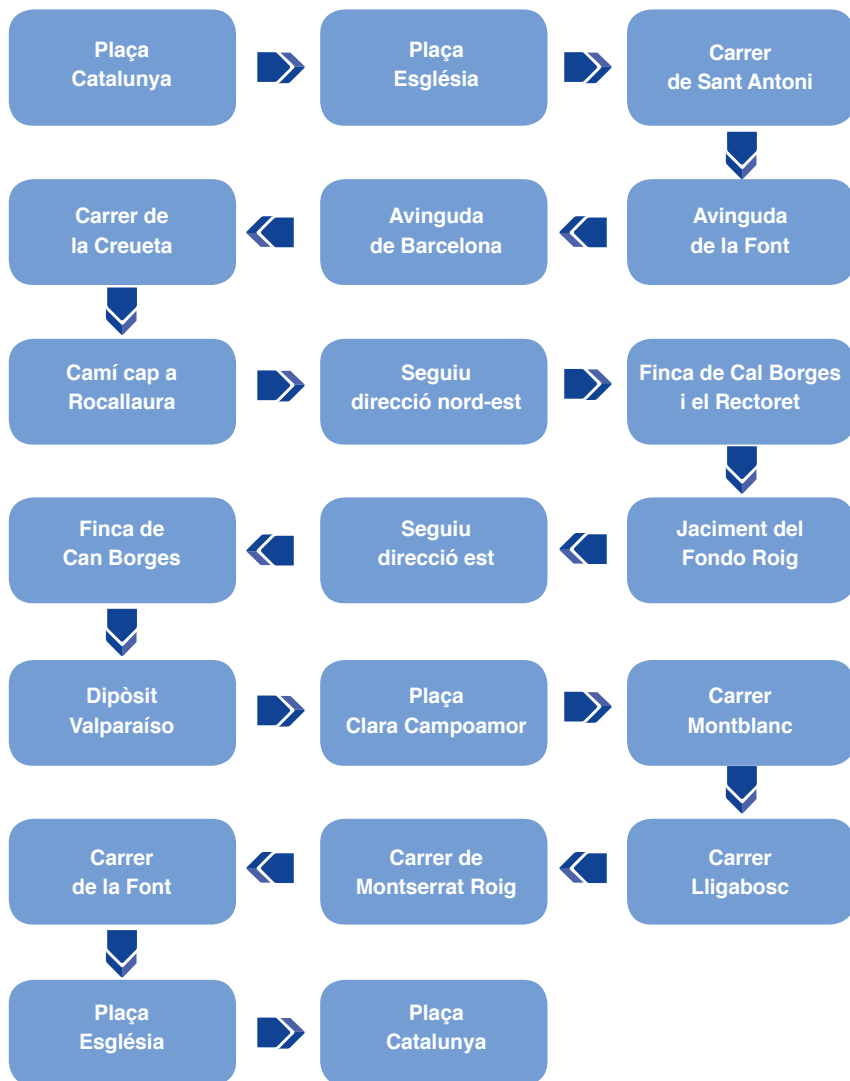 Plaça
Catalunya
Plaça
Església
Carrer
de Sant Antoni
Avinguda
de la Font
Avinguda
de Barcelona
Carrer de
la Creueta
Camí cap a
Rocallaura
Seguiu
direcció nord-est
Finca de Cal Borges
i el Rectoret
Jaciment del
Fondo Roig
Seguiu
direcció est
Finca de
Can Borges
Dipòsit
Valparaíso
Plaça
Clara Campoamor
Carrer
Montblanc
Carrer
Lligabosc
Carrer de
Montserrat Roig
Carrer
de la Font
Plaça
Església
Plaça
Catalunya